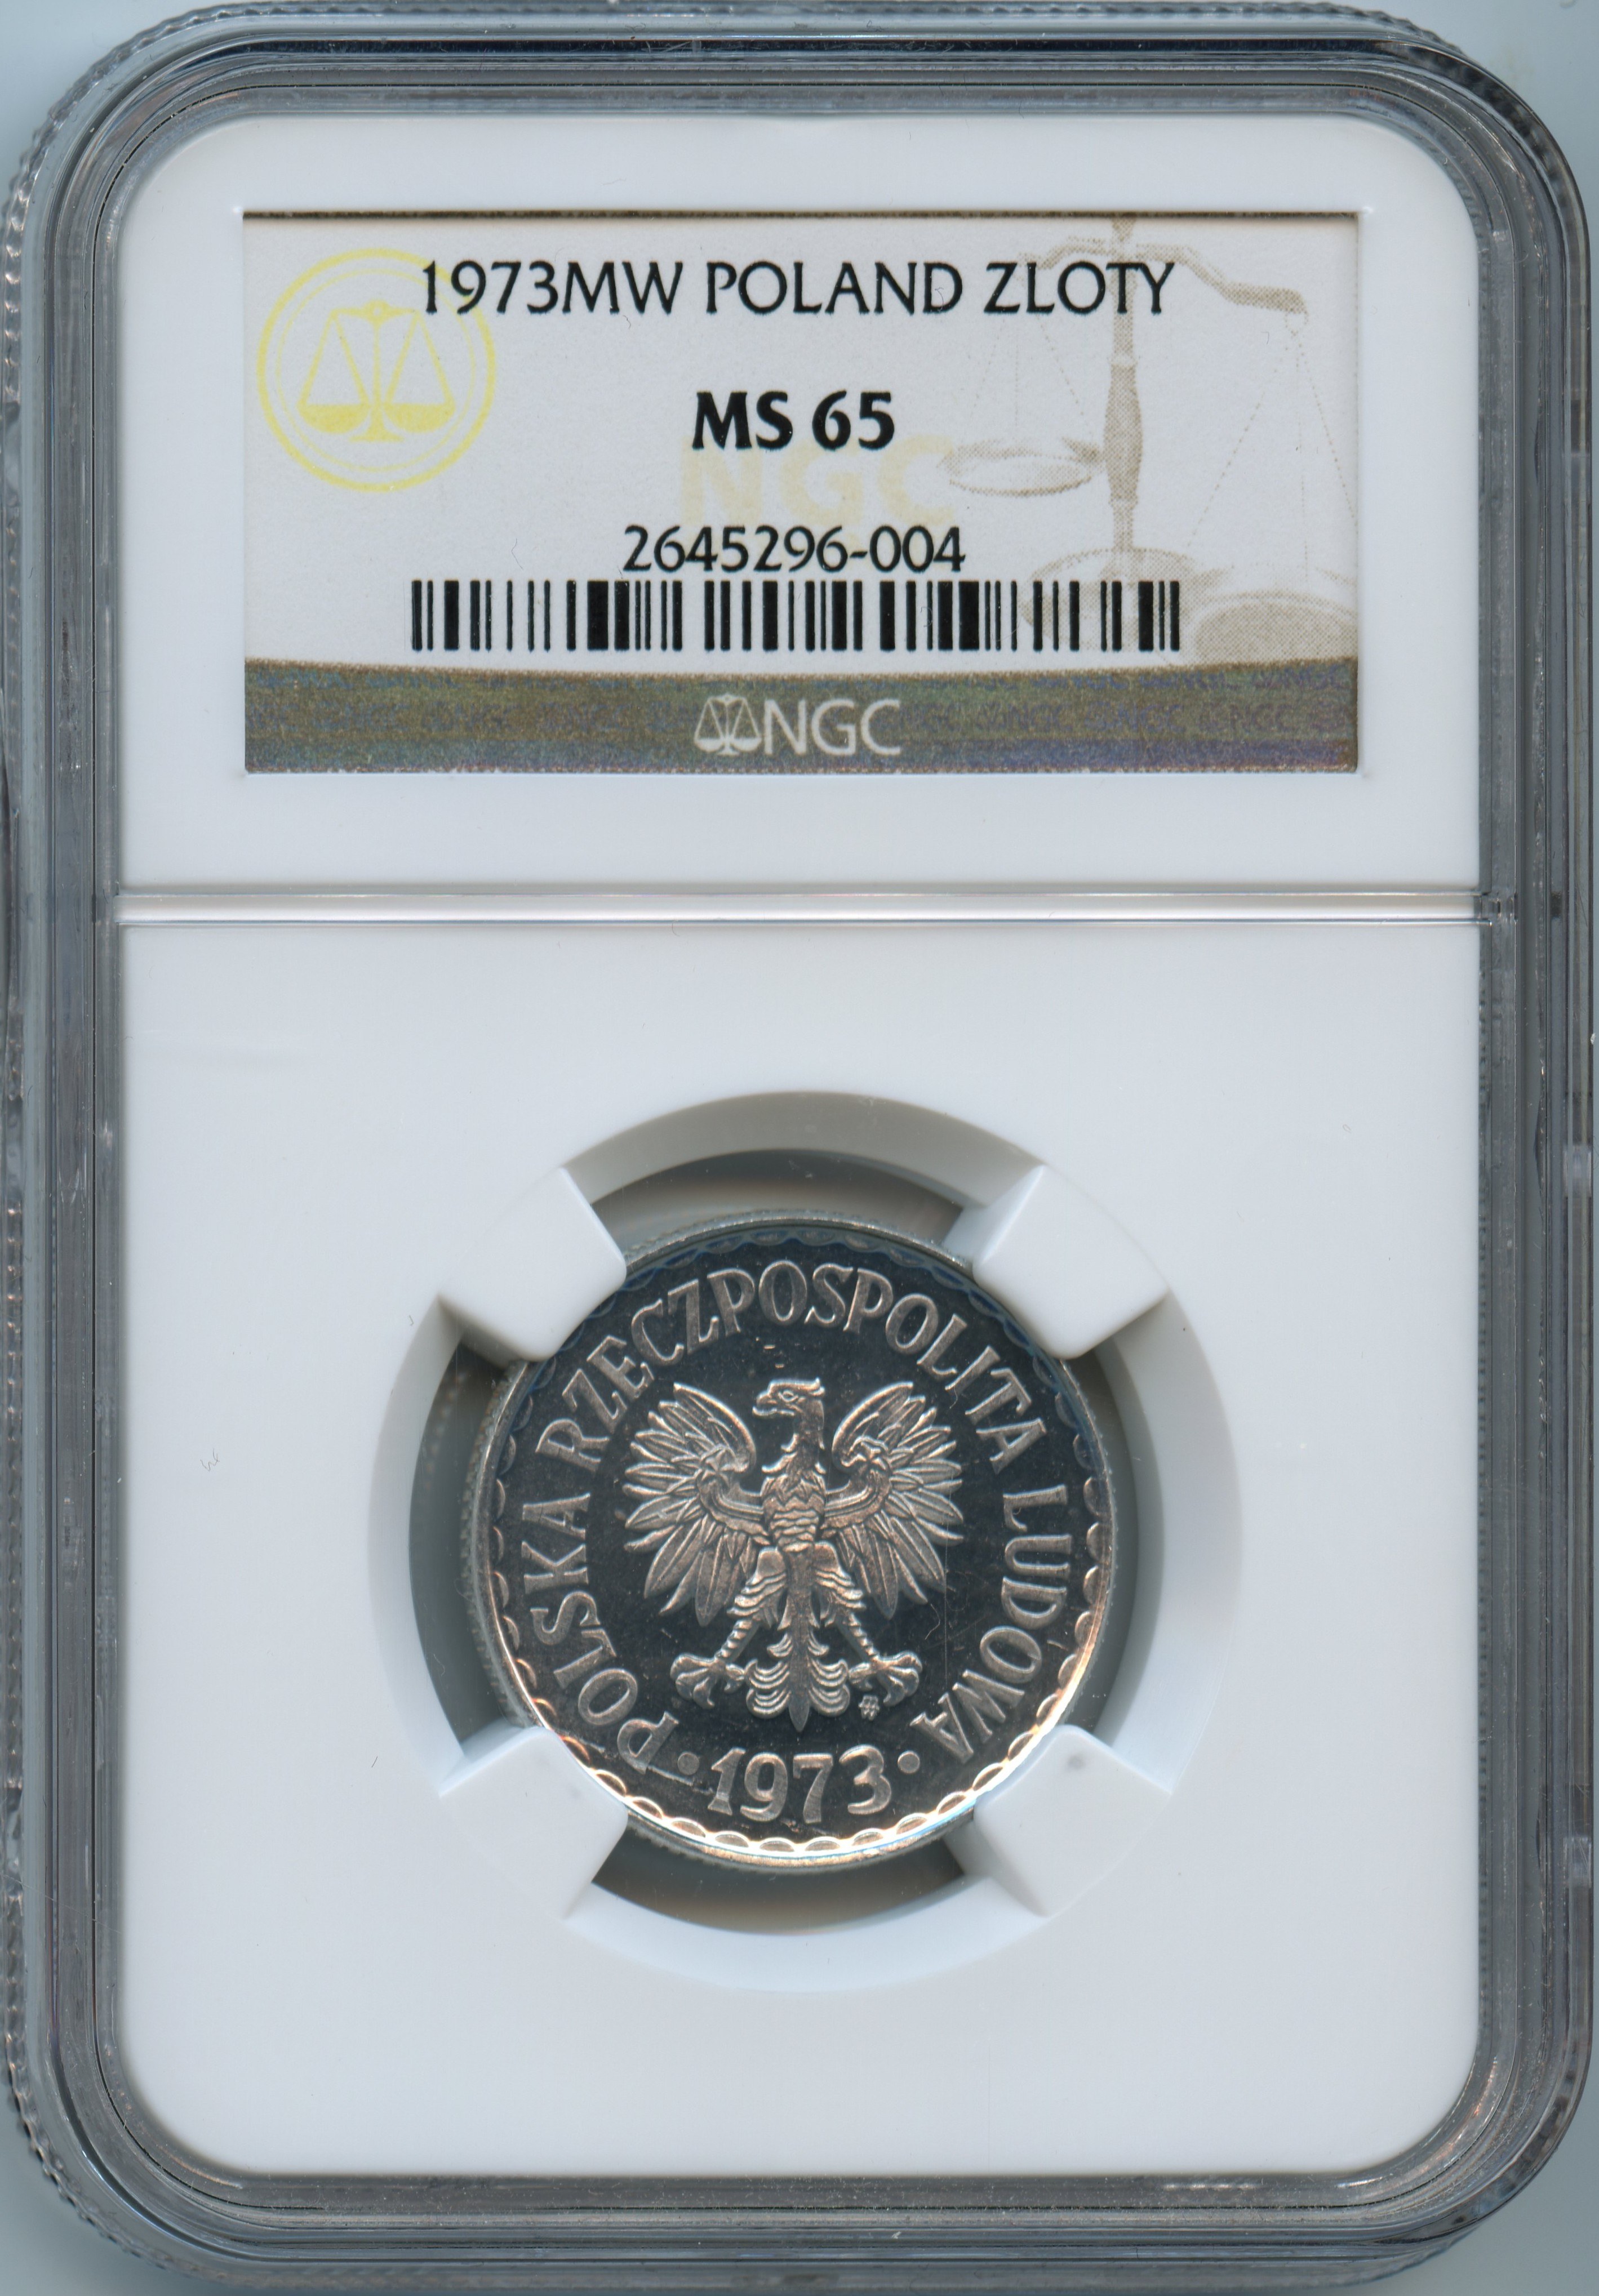 1973MW POLAND ZLOTY
MS 65
NGC
2645296-004
NGC
POLSKA RZECZPOSPOLITA LUDOWA
· 1973 ·